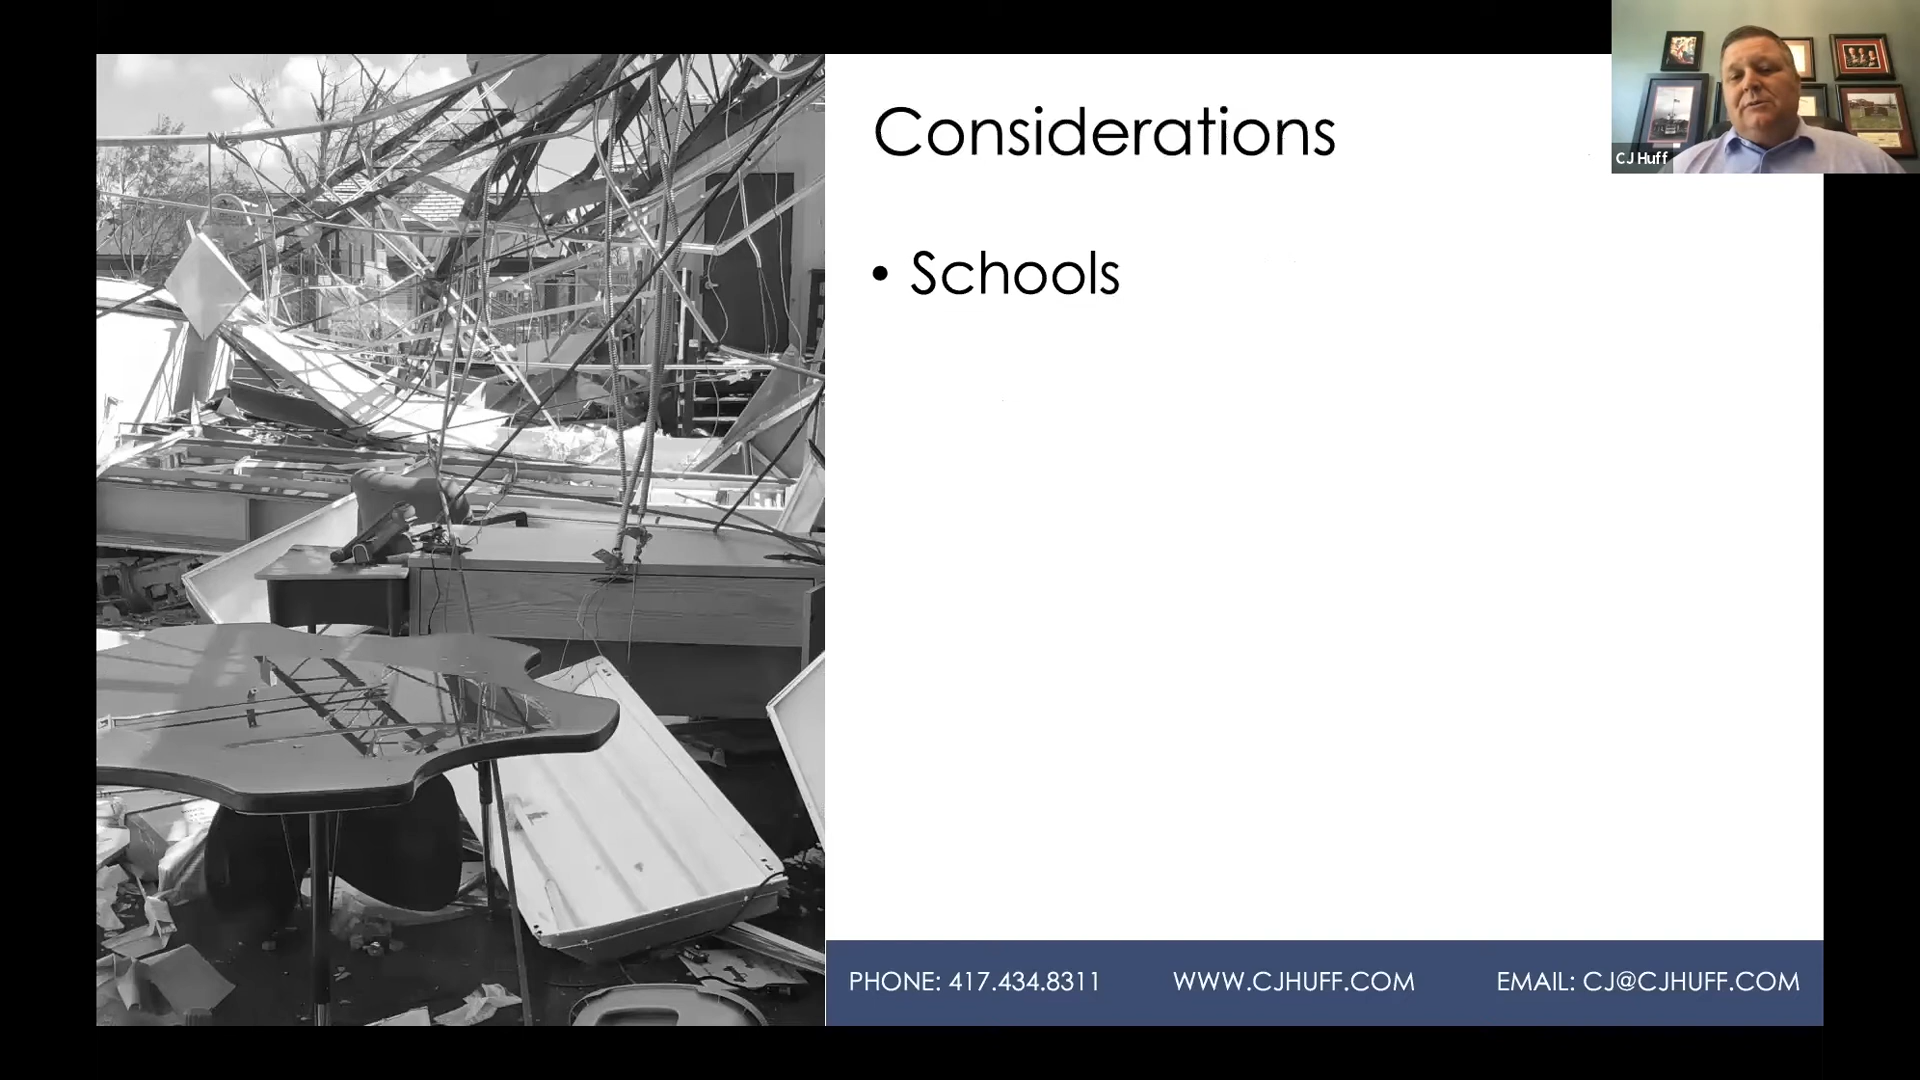 Considerations
CJ Huff
• Schools
PHONE: 417.434.8311 WWW.CJHUFF.COM EMAIL: CJ@CJHUFF.COM